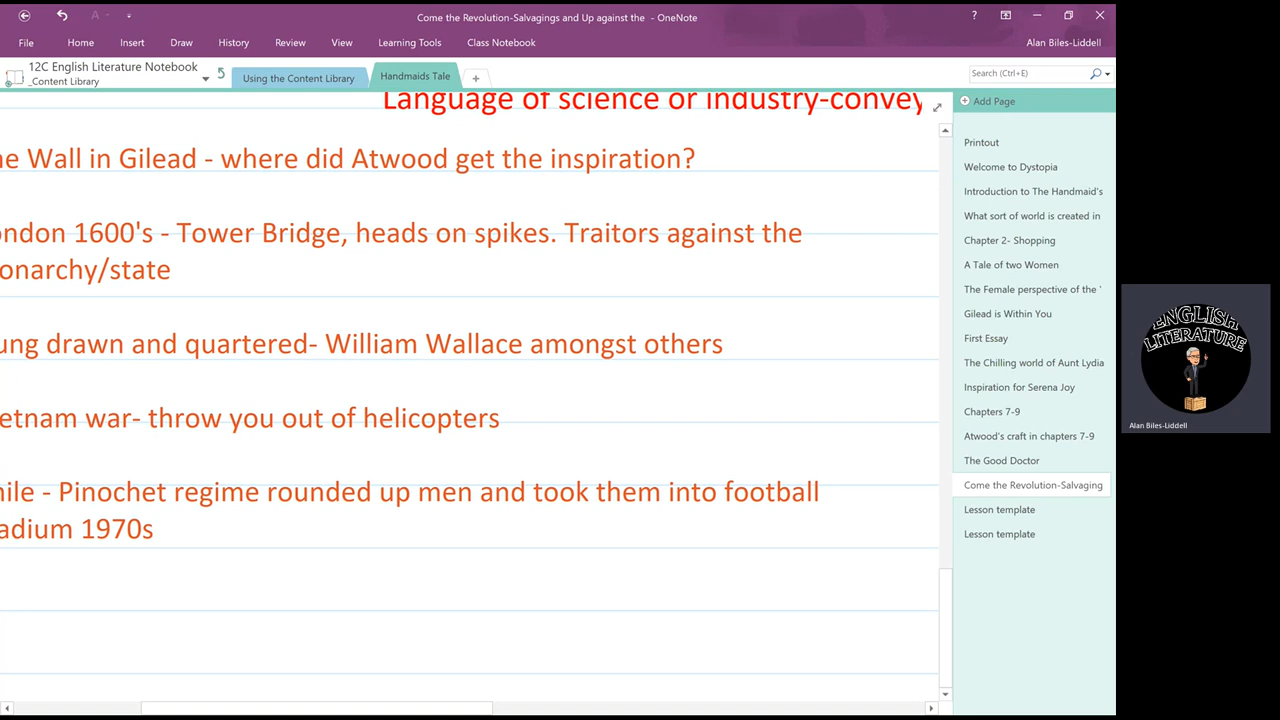 Come the Revolution-Salvagings and Up against the - OneNote
?
File Home Insert Draw History Review View Learning Tools Class Notebook
Alan Biles-Liddell
12C English Literature Notebook
_Content Library
Using the Content Library
Handmaids Tale
+
Search (Ctrl+E)
Language of science or industry-convey
Add Page
he Wall in Gilead - where did Atwood get the inspiration?
ondon 1600's - Tower Bridge, heads on spikes. Traitors against the
onarchy/state
ung drawn and quartered- William Wallace amongst others
etnam war- throw you out of helicopters
hile - Pinochet regime rounded up men and took them into football
adium 1970s
Printout
Welcome to Dystopia
Introduction to The Handmaid's
What sort of world is created in
Chapter 2- Shopping
A Tale of two Women
The Female perspective of the '
Gilead is Within You
First Essay
The Chilling world of Aunt Lydia
Inspiration for Serena Joy
Chapters 7-9
Atwood's craft in chapters 7-9
The Good Doctor
Come the Revolution-Salvaging
Lesson template
Lesson template
ENGLISH
LITERATURE
Alan Biles-Liddell